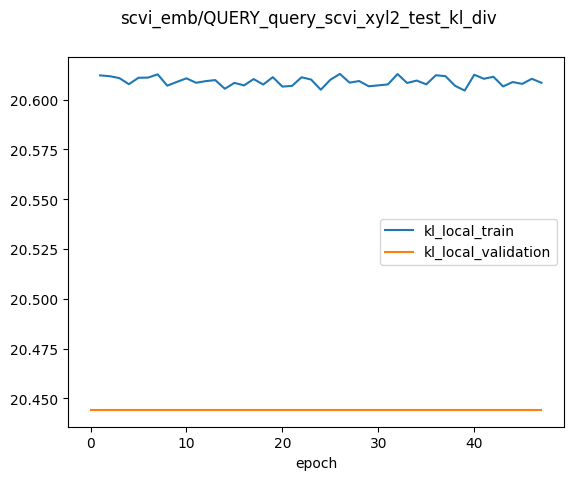 scvi_emb/QUERY_query_scvi_xyl2_test_kl_div
20.600
20.575
20.550
20.525
20.500
20.475
20.450
kl_local_train
kl_local_validation
0 10 20 30 40
epoch